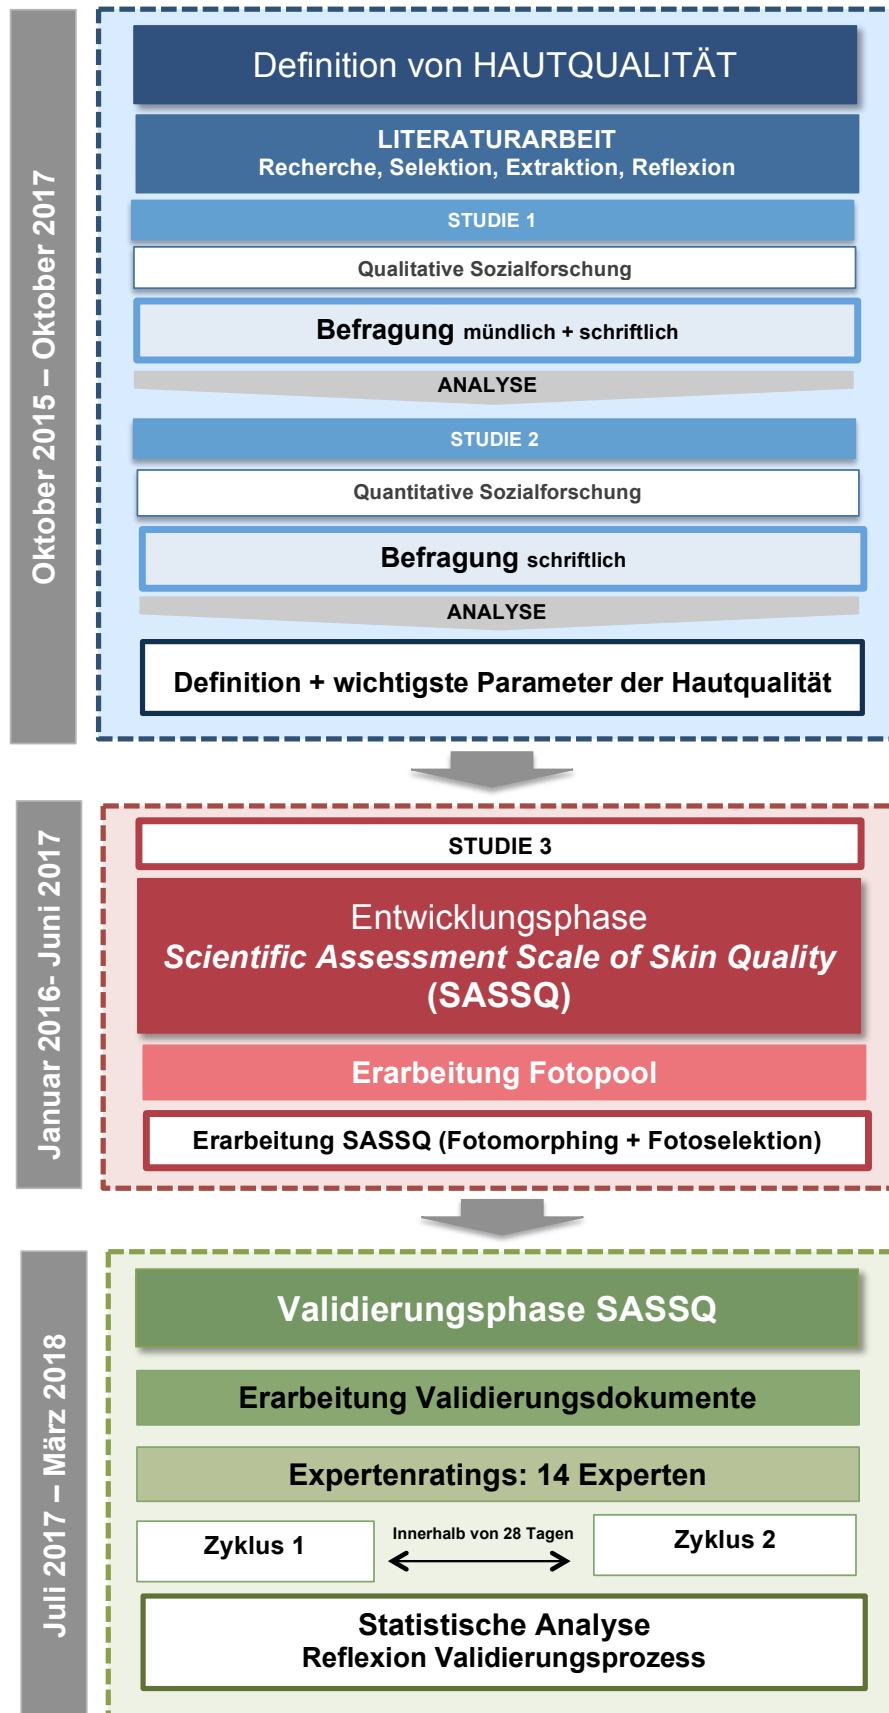 Oktober 2015 – Oktober 2017
Definition von HAUTQUALITÄT
LITERATURARBEIT
Recherche, Selektion, Extraktion, Reflexion
STUDIE 1
Qualitative Sozialforschung
Befragung mündlich + schriftlich
ANALYSE
STUDIE 2
Quantitative Sozialforschung
Befragung schriftlich
ANALYSE
Definition + wichtigste Parameter der Hautqualität
Januar 2016- Juni 2017
STUDIE 3
Entwicklungsphase
Scientific Assessment Scale of Skin Quality
(SASSQ)
Erarbeitung Fotopool
Erarbeitung SASSQ (Fotomorphing + Fotoselektion)
Juli 2017 – März 2018
Validierungsphase SASSQ
Erarbeitung Validierungsdokumente
Expertenratings: 14 Experten
Zyklus 1
Innerhalb von 28 Tagen
Zyklus 2
Statistische Analyse
Reflexion Validierungsprozess